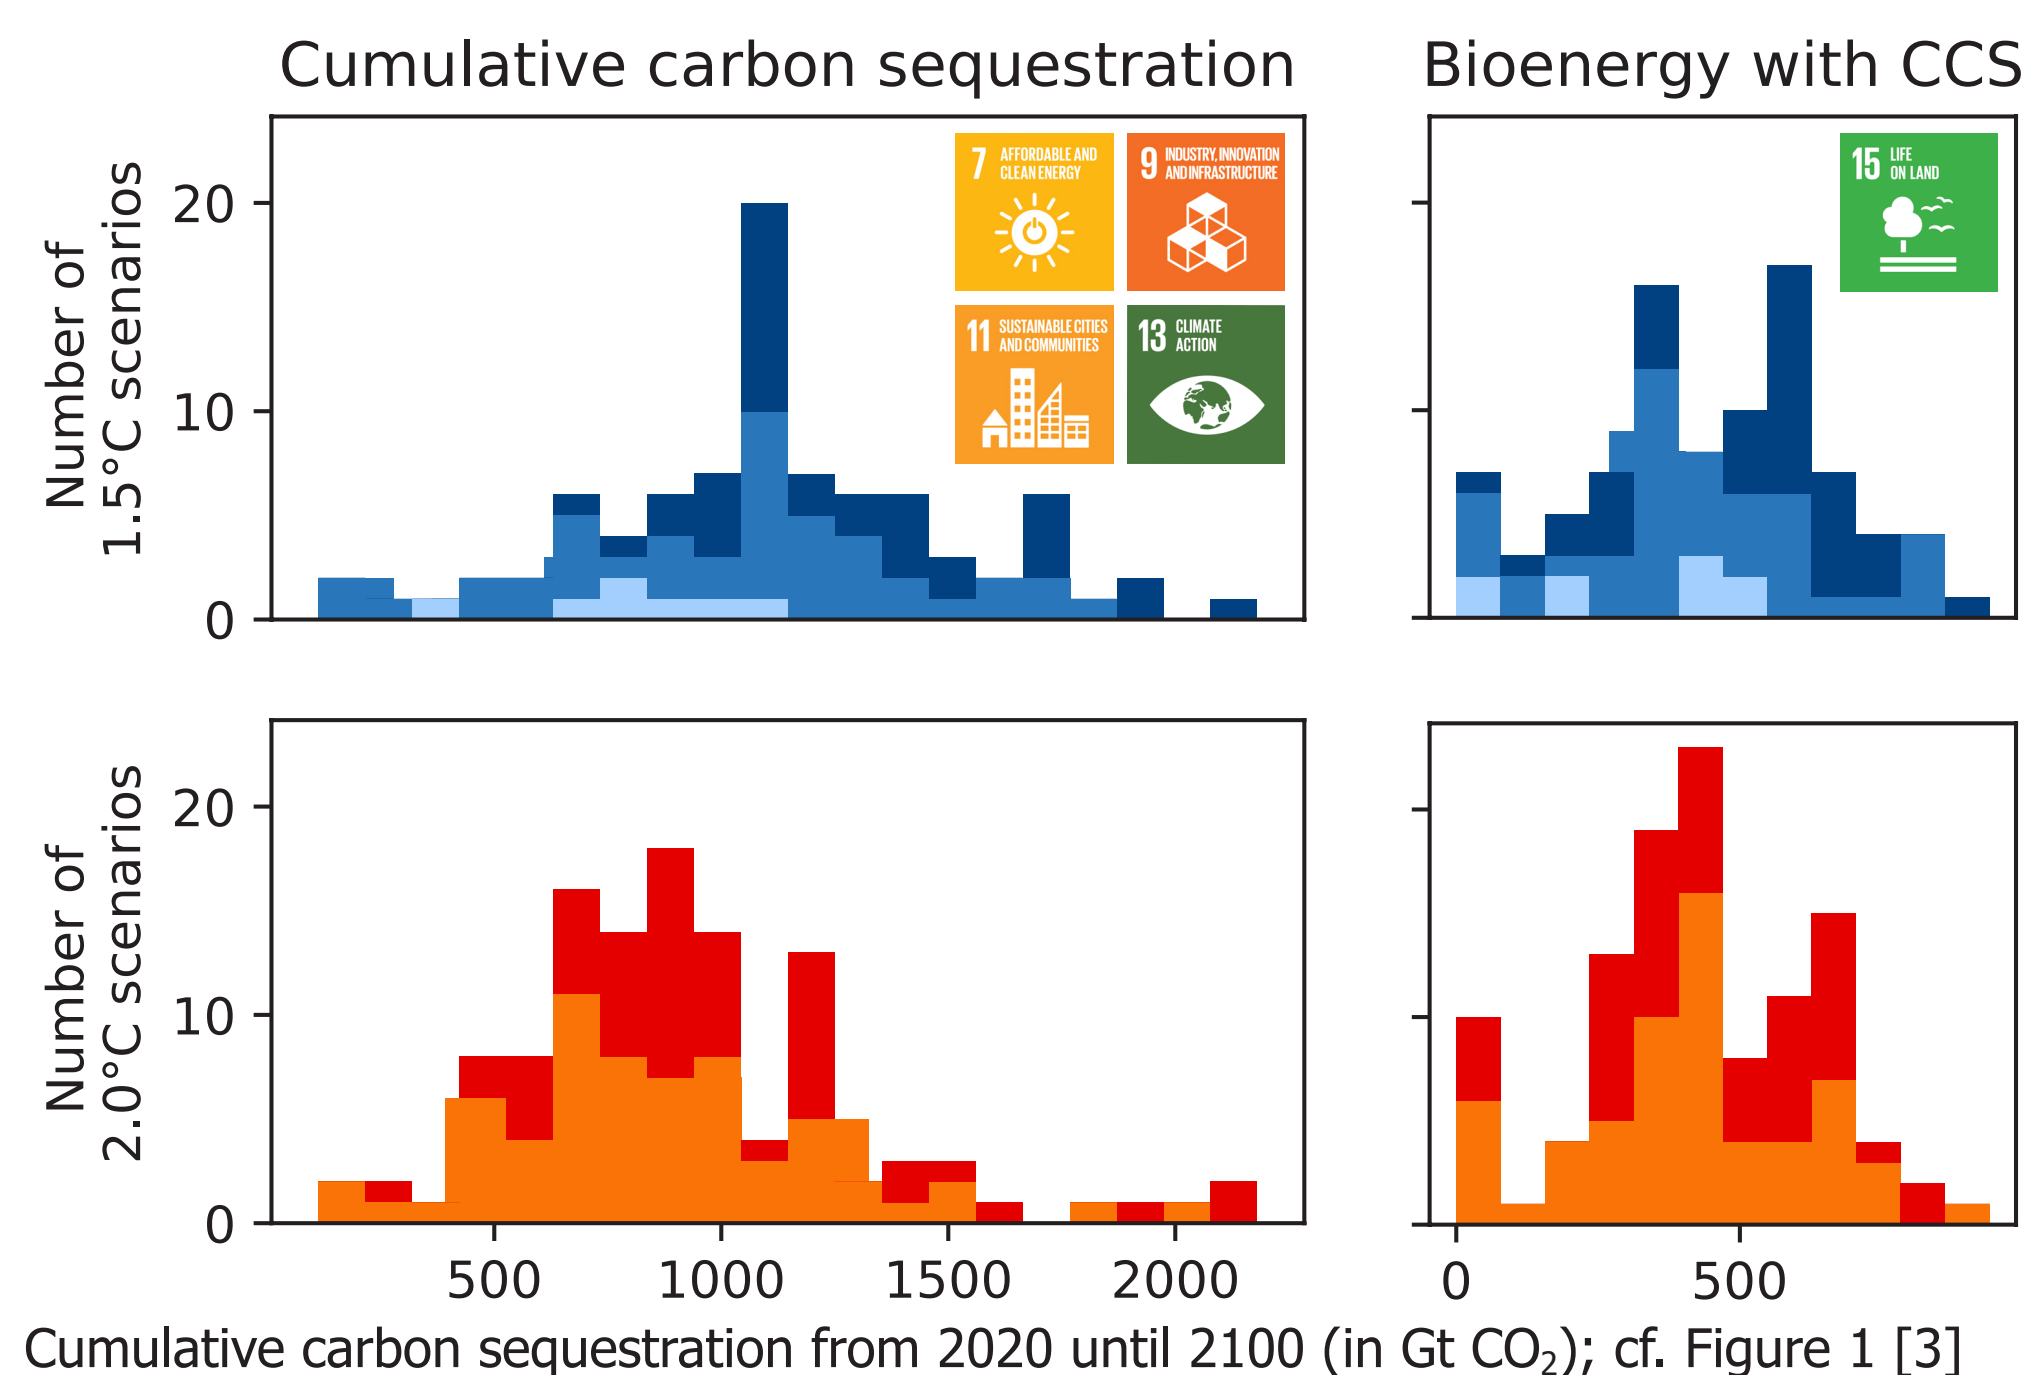 Cumulative carbon sequestration
Bioenergy with CCS
Number of
1.5°C scenarios
20
10
0
7 AFFORDABLE AND
CLEAN ENERGY
9 INDUSTRY, INNOVATION
AND INFRASTRUCTURE
11 SUSTAINABLE CITIES
AND COMMUNITIES
13 CLIMATE
ACTION
15 LIFE
ON LAND
Number of
2.0°C scenarios
20
10
0
500
1000
1500
2000
0
500
Cumulative carbon sequestration from 2020 until 2100 (in Gt CO₂); cf. Figure 1 [3]